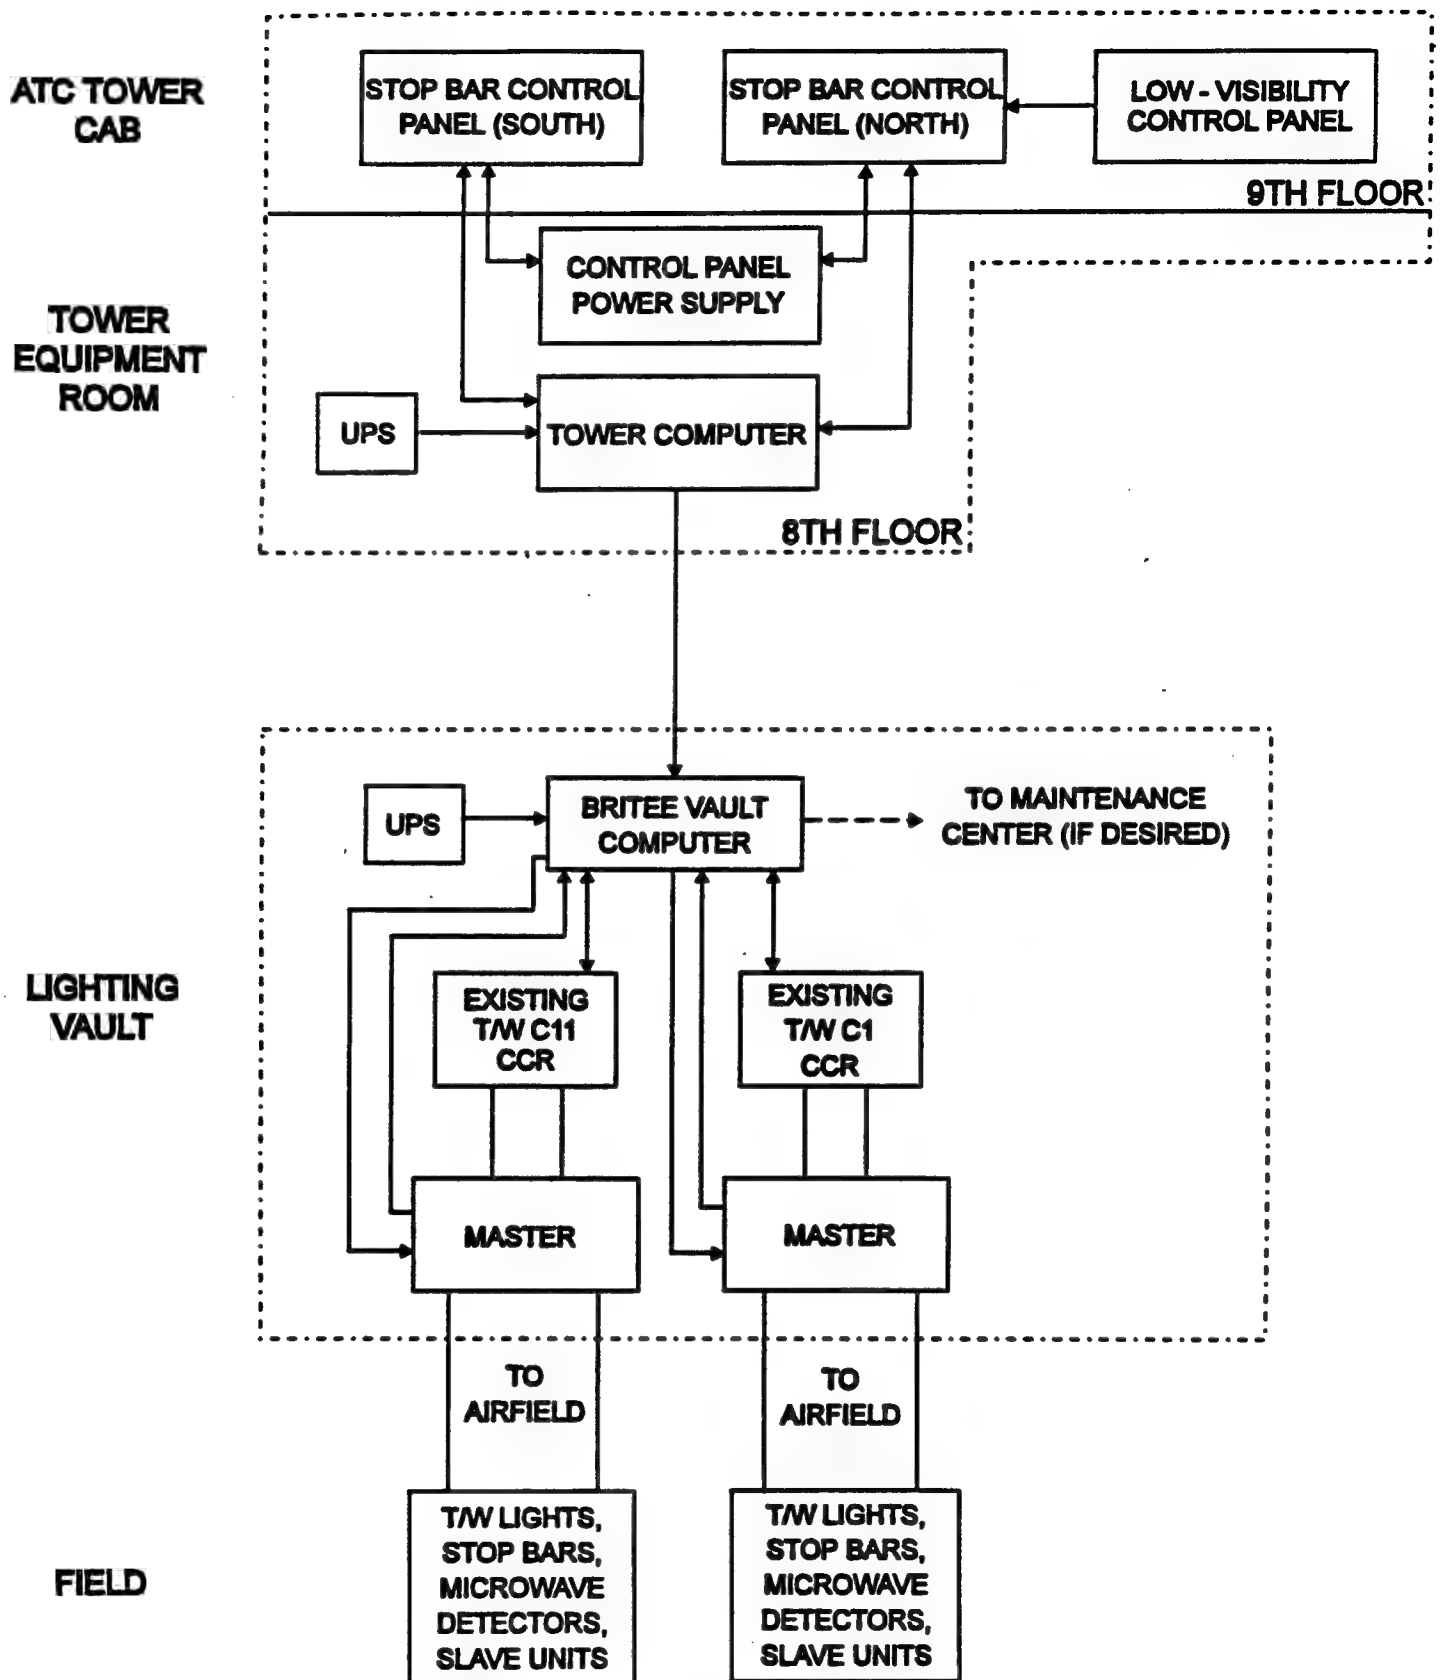 ATC TOWER
CAB
STOP BAR CONTROL
PANEL (SOUTH)
STOP BAR CONTROL
PANEL (NORTH)
LOW - VISIBILITY
CONTROL PANEL
9TH FLOOR
TOWER
EQUIPMENT
ROOM
CONTROL PANEL
POWER SUPPLY
UPS
TOWER COMPUTER
8TH FLOOR
LIGHTING
VAULT
UPS
BRITEE VAULT
COMPUTER
TO MAINTENANCE
CENTER (IF DESIRED)
EXISTING
T/W C11
CCR
EXISTING
T/W C1
CCR
MASTER
MASTER
TO
AIRFIELD
TO
AIRFIELD
FIELD
T/W LIGHTS,
STOP BARS,
MICROWAVE
DETECTORS,
SLAVE UNITS
T/W LIGHTS,
STOP BARS,
MICROWAVE
DETECTORS,
SLAVE UNITS